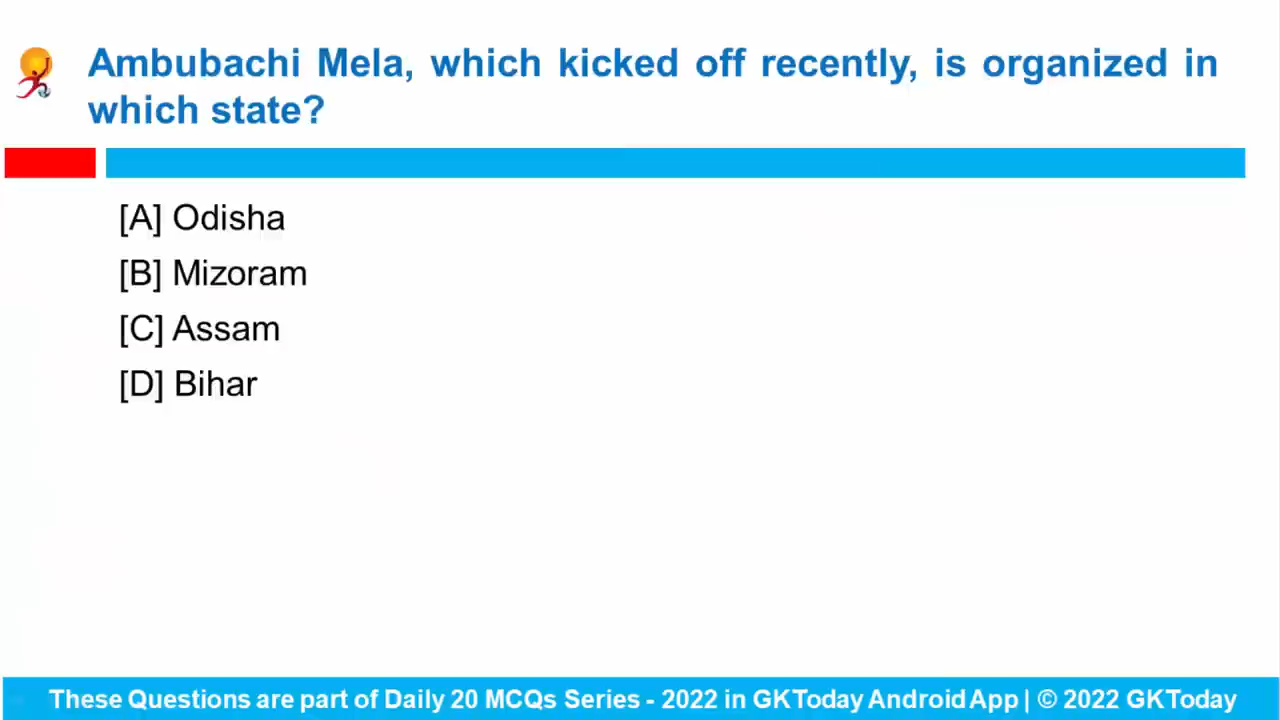 Ambubachi Mela, which kicked off recently, is organized in
which state?
[A] Odisha
[B] Mizoram
[C] Assam
[D] Bihar
These Questions are part of Daily 20 MCQs Series - 2022 in GKToday Android App | © 2022 GKToday